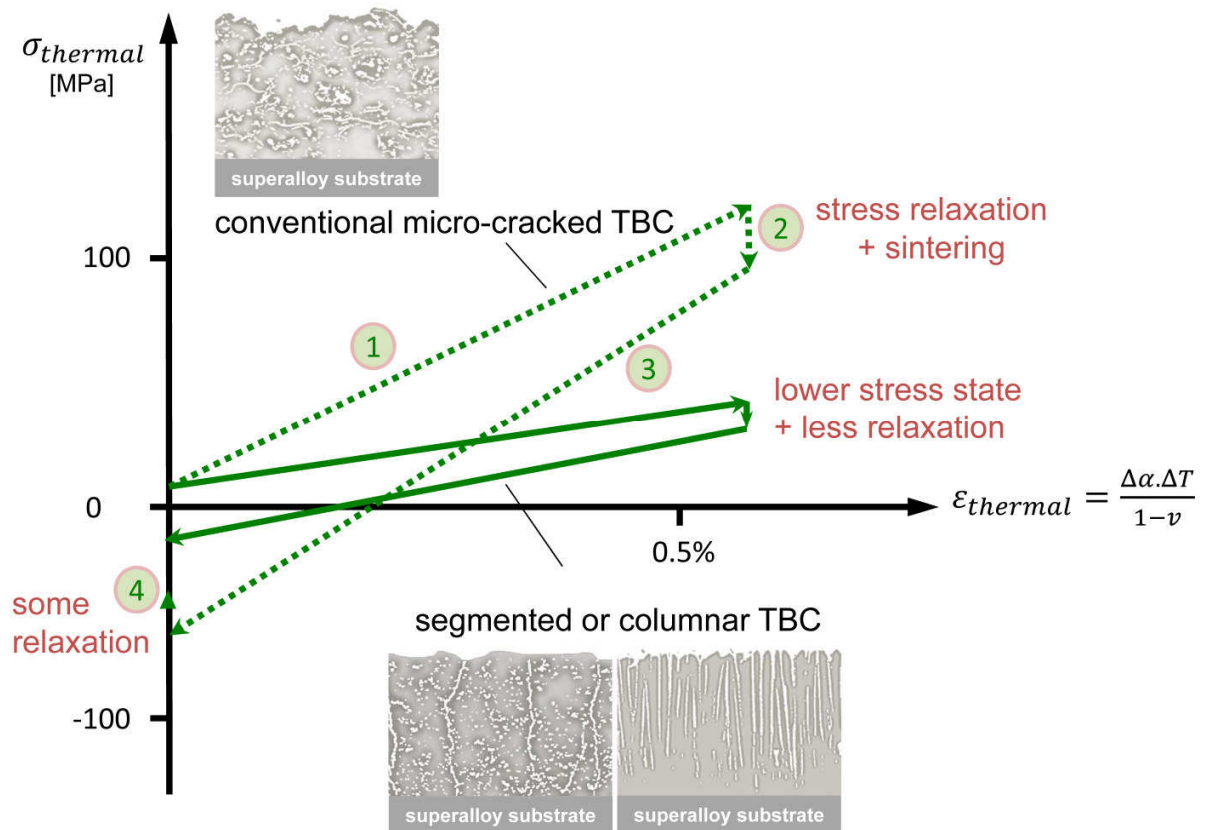 σ_thermal
[MPa]
superalloy substrate
conventional micro-cracked TBC
2
stress relaxation
+ sintering
100
1
3
lower stress state
+ less relaxation
0
ε_thermal = Δα.ΔT / 1−v
0.5%
4
some
relaxation
segmented or columnar TBC
-100
superalloy substrate
superalloy substrate